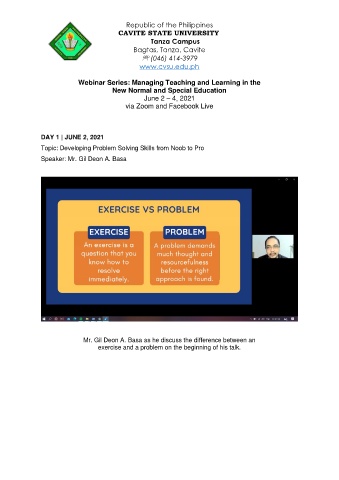 Republic of the Philippines
CAVITE STATE UNIVERSITY
Tanza Campus
Bagtas, Tanza, Cavite
(046) 414-3979
www.cvsu.edu.ph
Webinar Series: Managing Teaching and Learning in the
New Normal and Special Education
June 2 – 4, 2021
via Zoom and Facebook Live
DAY 1 | JUNE 2, 2021
Topic: Developing Problem Solving Skills from Noob to Pro
Speaker: Mr. Gil Deon A. Basa
EXERCISE VS PROBLEM
EXERCISE
An exercise is a
question that you
know how to
resolve
immediately.
PROBLEM
A problem demands
much thought and
resourcefulness
before the right
approach is found.
Mr. Gil Deon A. Basa as he discuss the difference between an
exercise and a problem on the beginning of his talk.